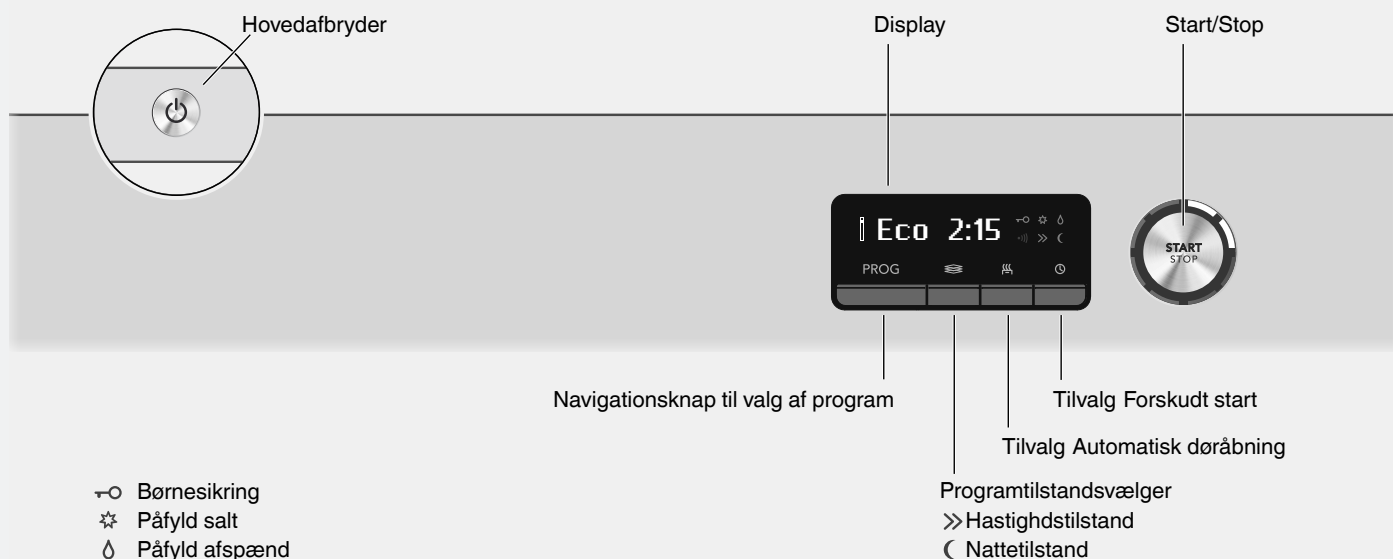 Hovedafbryder
Display
Start/Stop
Eco 2:15
PROG
START
STOP
Navigationsknap til valg af program
Tilvalg Forskudt start
Tilvalg Automatisk døråbning
Programtilstandsvælger
Hastighdstilstand
Nattetilstand
Børnesikring
Påfyld salt
Påfyld afspænd